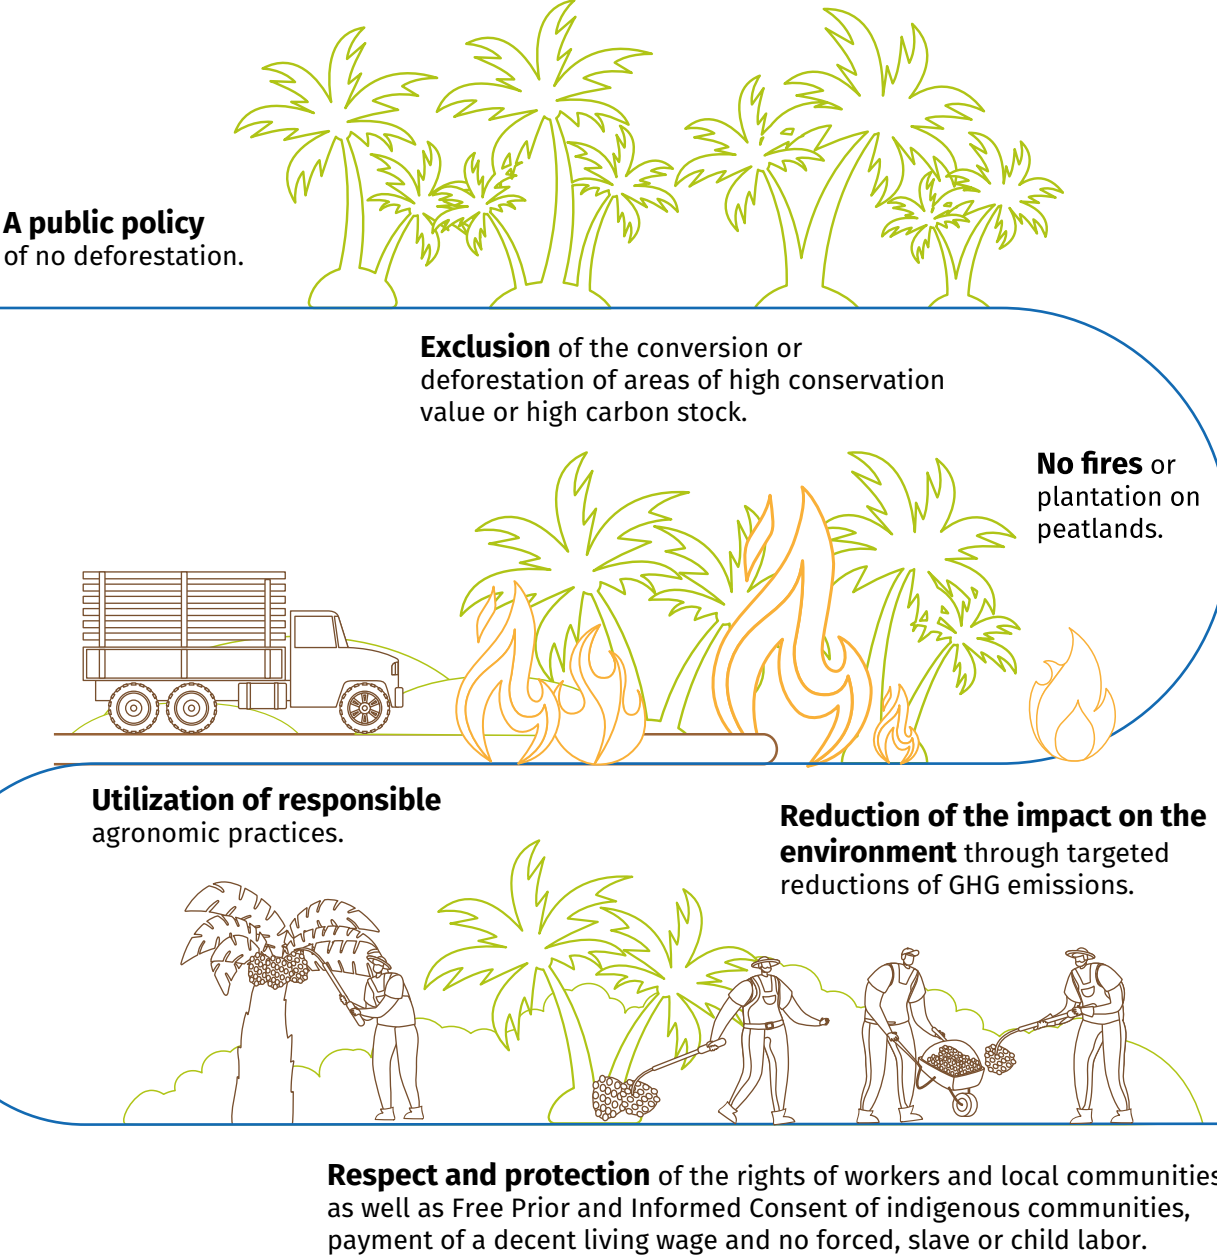 A public policy
of no deforestation.
Exclusion of the conversion or
deforestation of areas of high conservation
value or high carbon stock.
No fires or
plantation on
peatlands.
Utilization of responsible
agronomic practices.
Reduction of the impact on the
environment through targeted
reductions of GHG emissions.
Respect and protection of the rights of workers and local communities
as well as Free Prior and Informed Consent of indigenous communities,
payment of a decent living wage and no forced, slave or child labor.